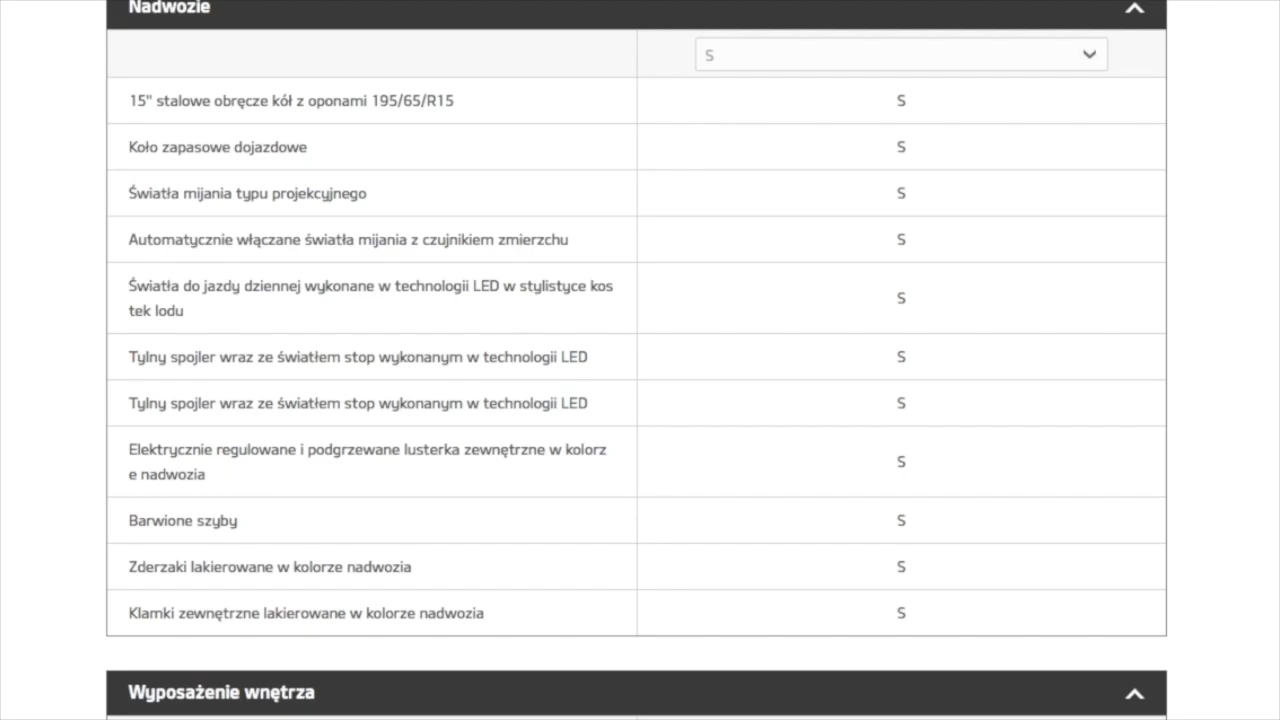 Nadwozie
S
15" stalowe obręcze kół z oponami 195/65/R15 S
Koło zapasowe dojazdowe S
Światła mijania typu projekcyjnego S
Automatycznie włączane światła mijania z czujnikiem zmierzchu S
Światła do jazdy dziennej wykonane w technologii LED w stylistyce kos
tek lodu S
Tylny spojler wraz ze światłem stop wykonanym w technologii LED S
Tylny spojler wraz ze światłem stop wykonanym w technologii LED S
Elektrycznie regulowane i podgrzewane lusterka zewnętrzne w kolorz
e nadwozia S
Barwione szyby S
Zderzaki lakierowane w kolorze nadwozia S
Klamki zewnętrzne lakierowane w kolorze nadwozia S
Wyposażenie wnętrza